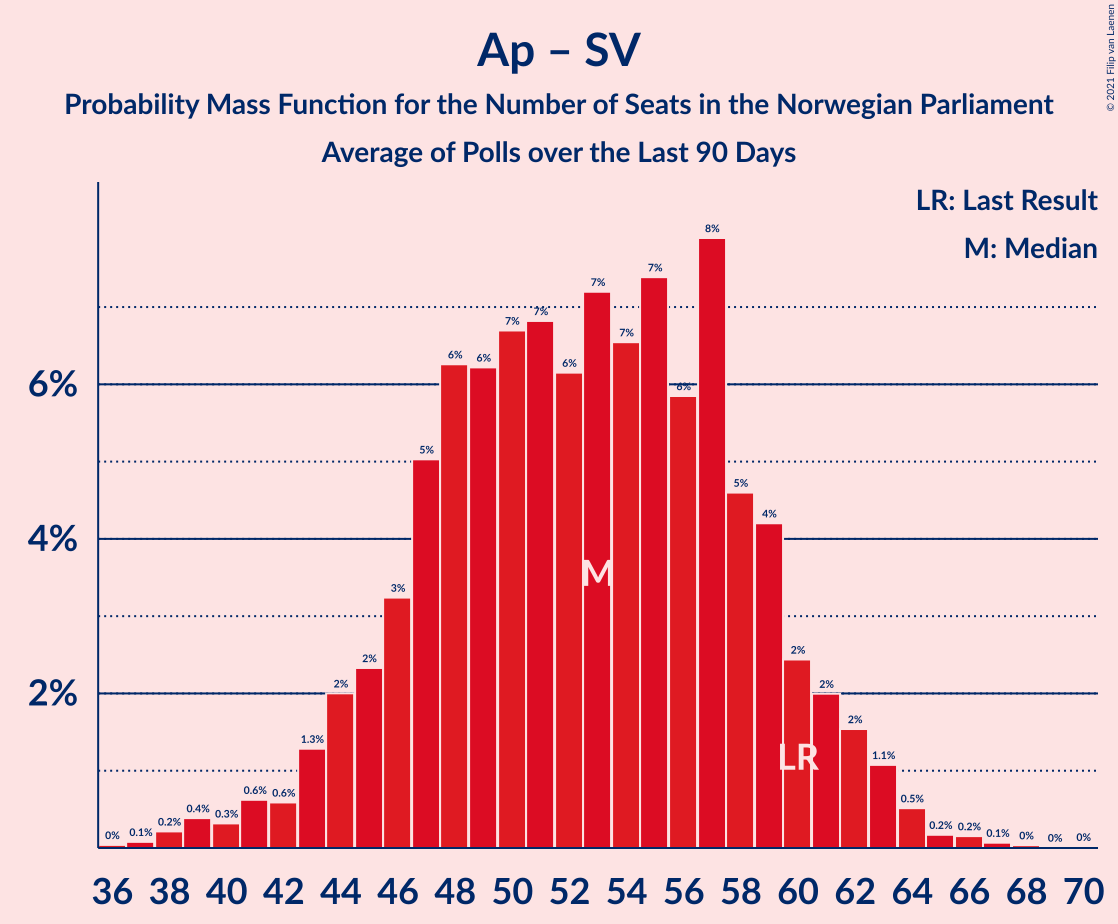 Ap – SV
Probability Mass Function for the Number of Seats in the Norwegian Parliament
Average of Polls over the Last 90 Days
© 2021 Filip van Laenen
LR: Last Result
M: Median
6%
4%
2%
0% 0.1% 0.2% 0.4% 0.3% 0.6% 0.6% 1.3% 2% 2% 3% 5% 6% 6% 7% 7% 6% 7% 7% 7% 6% 8% 5% 4% 2% 2% 2% 1.1% 0.5% 0.2% 0.2% 0.1% 0% 0% 0%
M
LR
36 38 40 42 44 46 48 50 52 54 56 58 60 62 64 66 68 70